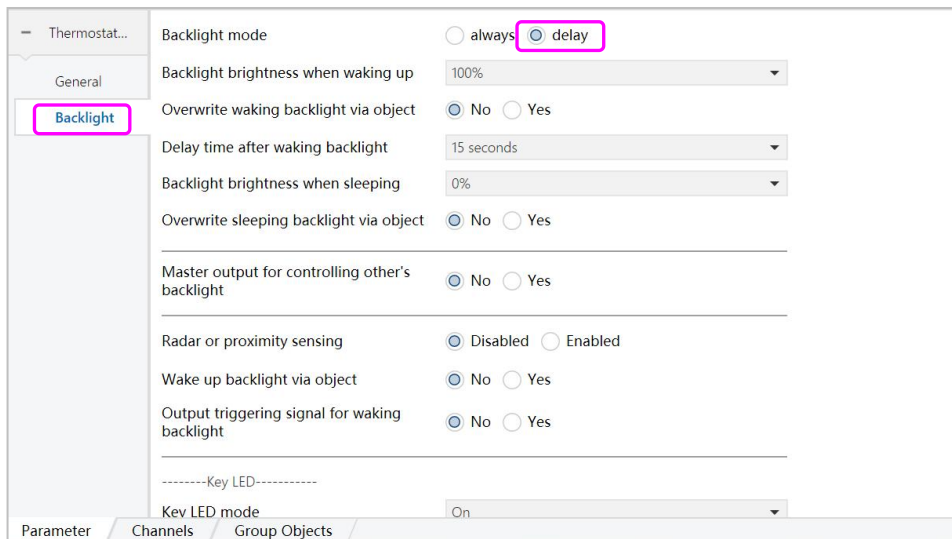 − Thermostat...
General
Backlight
Backlight mode always delay
Backlight brightness when waking up 100%
Overwrite waking backlight via object No Yes
Delay time after waking backlight 15 seconds
Backlight brightness when sleeping 0%
Overwrite sleeping backlight via object No Yes
Master output for controlling other's
backlight No Yes
Radar or proximity sensing Disabled Enabled
Wake up backlight via object No Yes
Output triggering signal for waking
backlight No Yes
--------Key LED-----------
Key LED mode On
Parameter Channels Group Objects